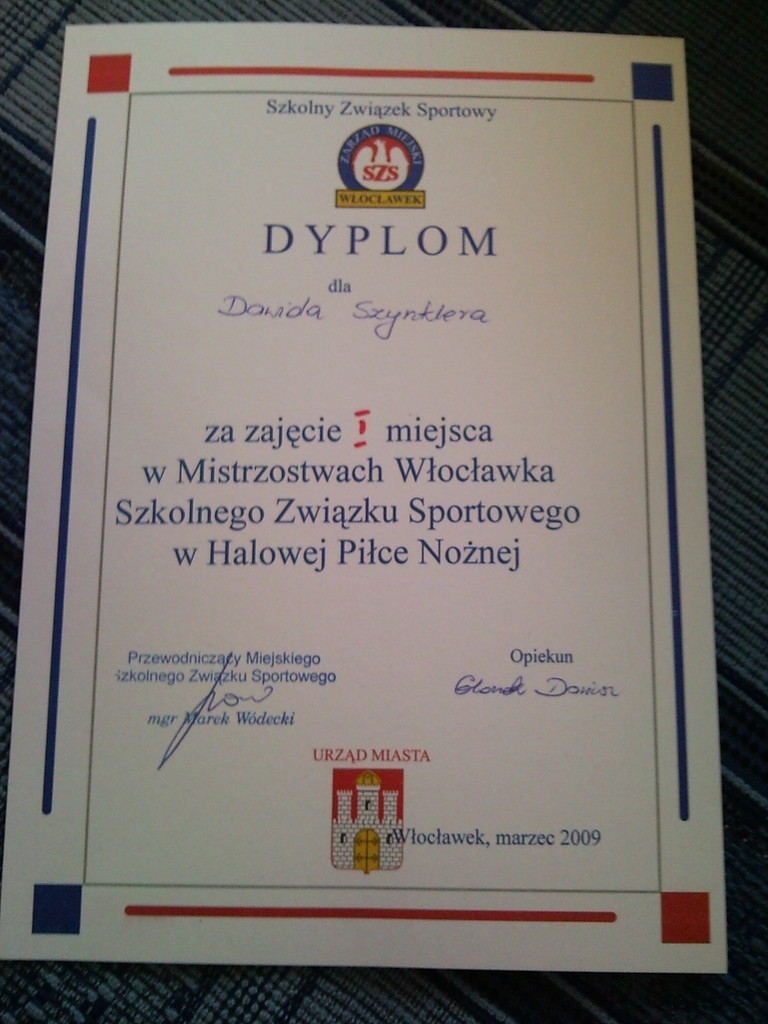 Szkolny Związek Sportowy
ZARZĄD MIEJSKI
SZS
WŁOCŁAWEK
DYPLOM
dla
Dawida Szynklera
za zajęcie I miejsca
w Mistrzostwach Włocławka
Szkolnego Związku Sportowego
w Halowej Piłce Nożnej
Przewodniczący Miejskiego
Szkolnego Związku Sportowego
mgr Marek Wódecki
Opiekun
URZĄD MIASTA
Włocławek, marzec 2009